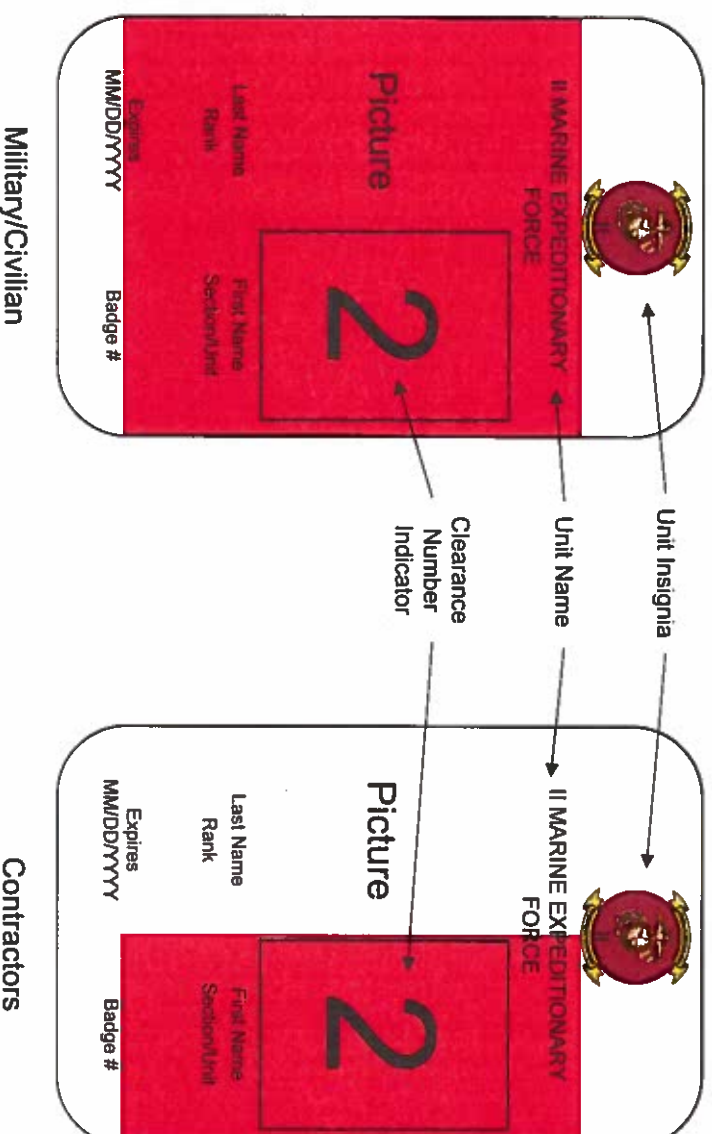 II MARINE EXPEDITIONARY
FORCE
Picture
2
Last Name
Rank
First Name
Section/Unit
Expires
MM/DD/YYYY
Badge #
Military/Civilian
Unit Insignia
Unit Name
Clearance
Number
Indicator
II MARINE EXPEDITIONARY
FORCE
Picture
2
Last Name
Rank
First Name
Section/Unit
Expires
MM/DD/YYYY
Badge #
Contractors